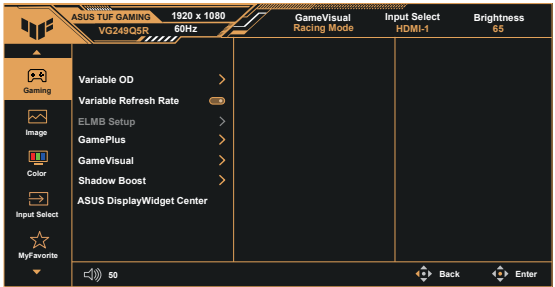 ASUS TUF GAMING 1920 x 1080 GameVisual Input Select Brightness
VG249Q5R 60Hz Racing Mode HDMI-1 65
Gaming
Image
Color
Input Select
MyFavorite
Variable OD
Variable Refresh Rate
ELMB Setup
GamePlus
GameVisual
Shadow Boost
ASUS DisplayWidget Center
50 Back Enter